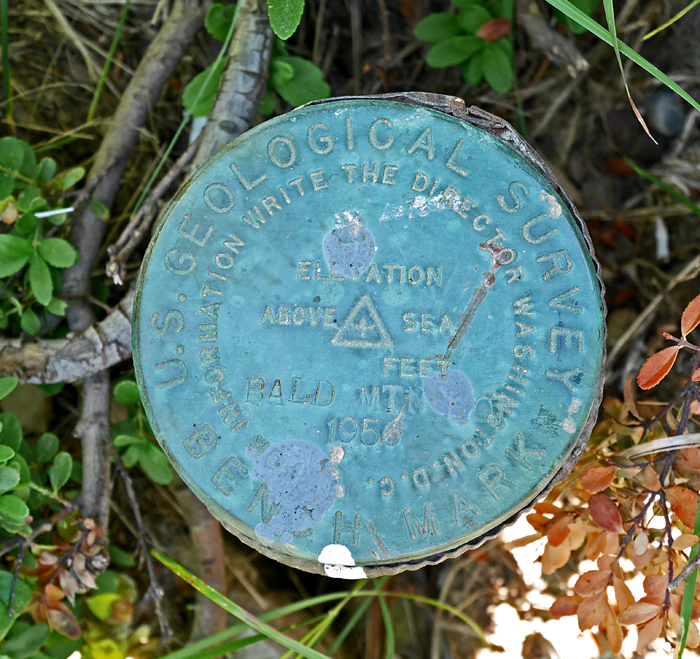 U.S. GEOLOGICAL SURVEY
INFORMATION WRITE THE DIRECTOR WASHINGTON, D.C.
ELEVATION
ABOVE SEA
FEET
BALD MTN
1956
BENCH MARK